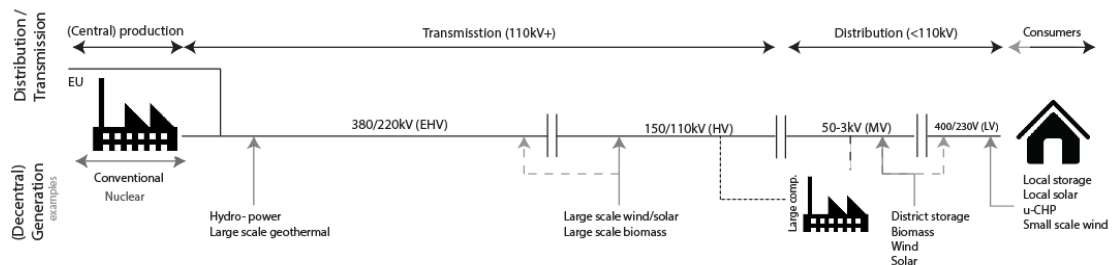 Distribution /
Transmission
(Central) production
Transmisstion (110kV+)
Distribution (<110kV)
Consumers
EU
380/220kV (EHV)
150/110kV (HV)
50-3kV (MV)
400/230V (LV)
(Decentral)
Generation
examples
Conventional
Nuclear
Hydro- power
Large scale geothermal
Large scale wind/solar
Large scale biomass
Large comp.
District storage
Biomass
Wind
Solar
Local storage
Local solar
u-CHP
Small scale wind